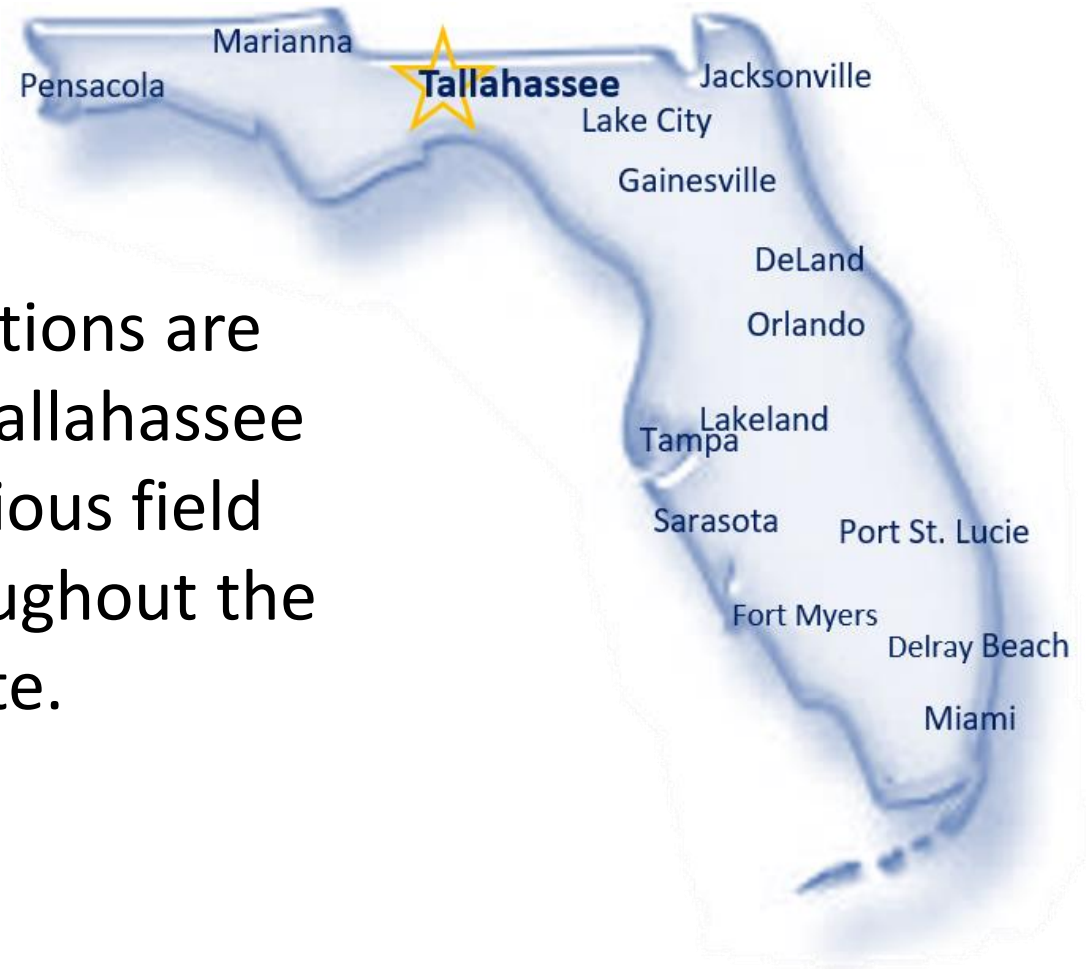 Marianna
Pensacola
Tallahassee
Jacksonville
Lake City
Gainesville
DeLand
Orlando
Lakeland
Tampa
Sarasota
Port St. Lucie
Fort Myers
Delray Beach
Miami
tions are
allahassee
ious field
ughout the
te.